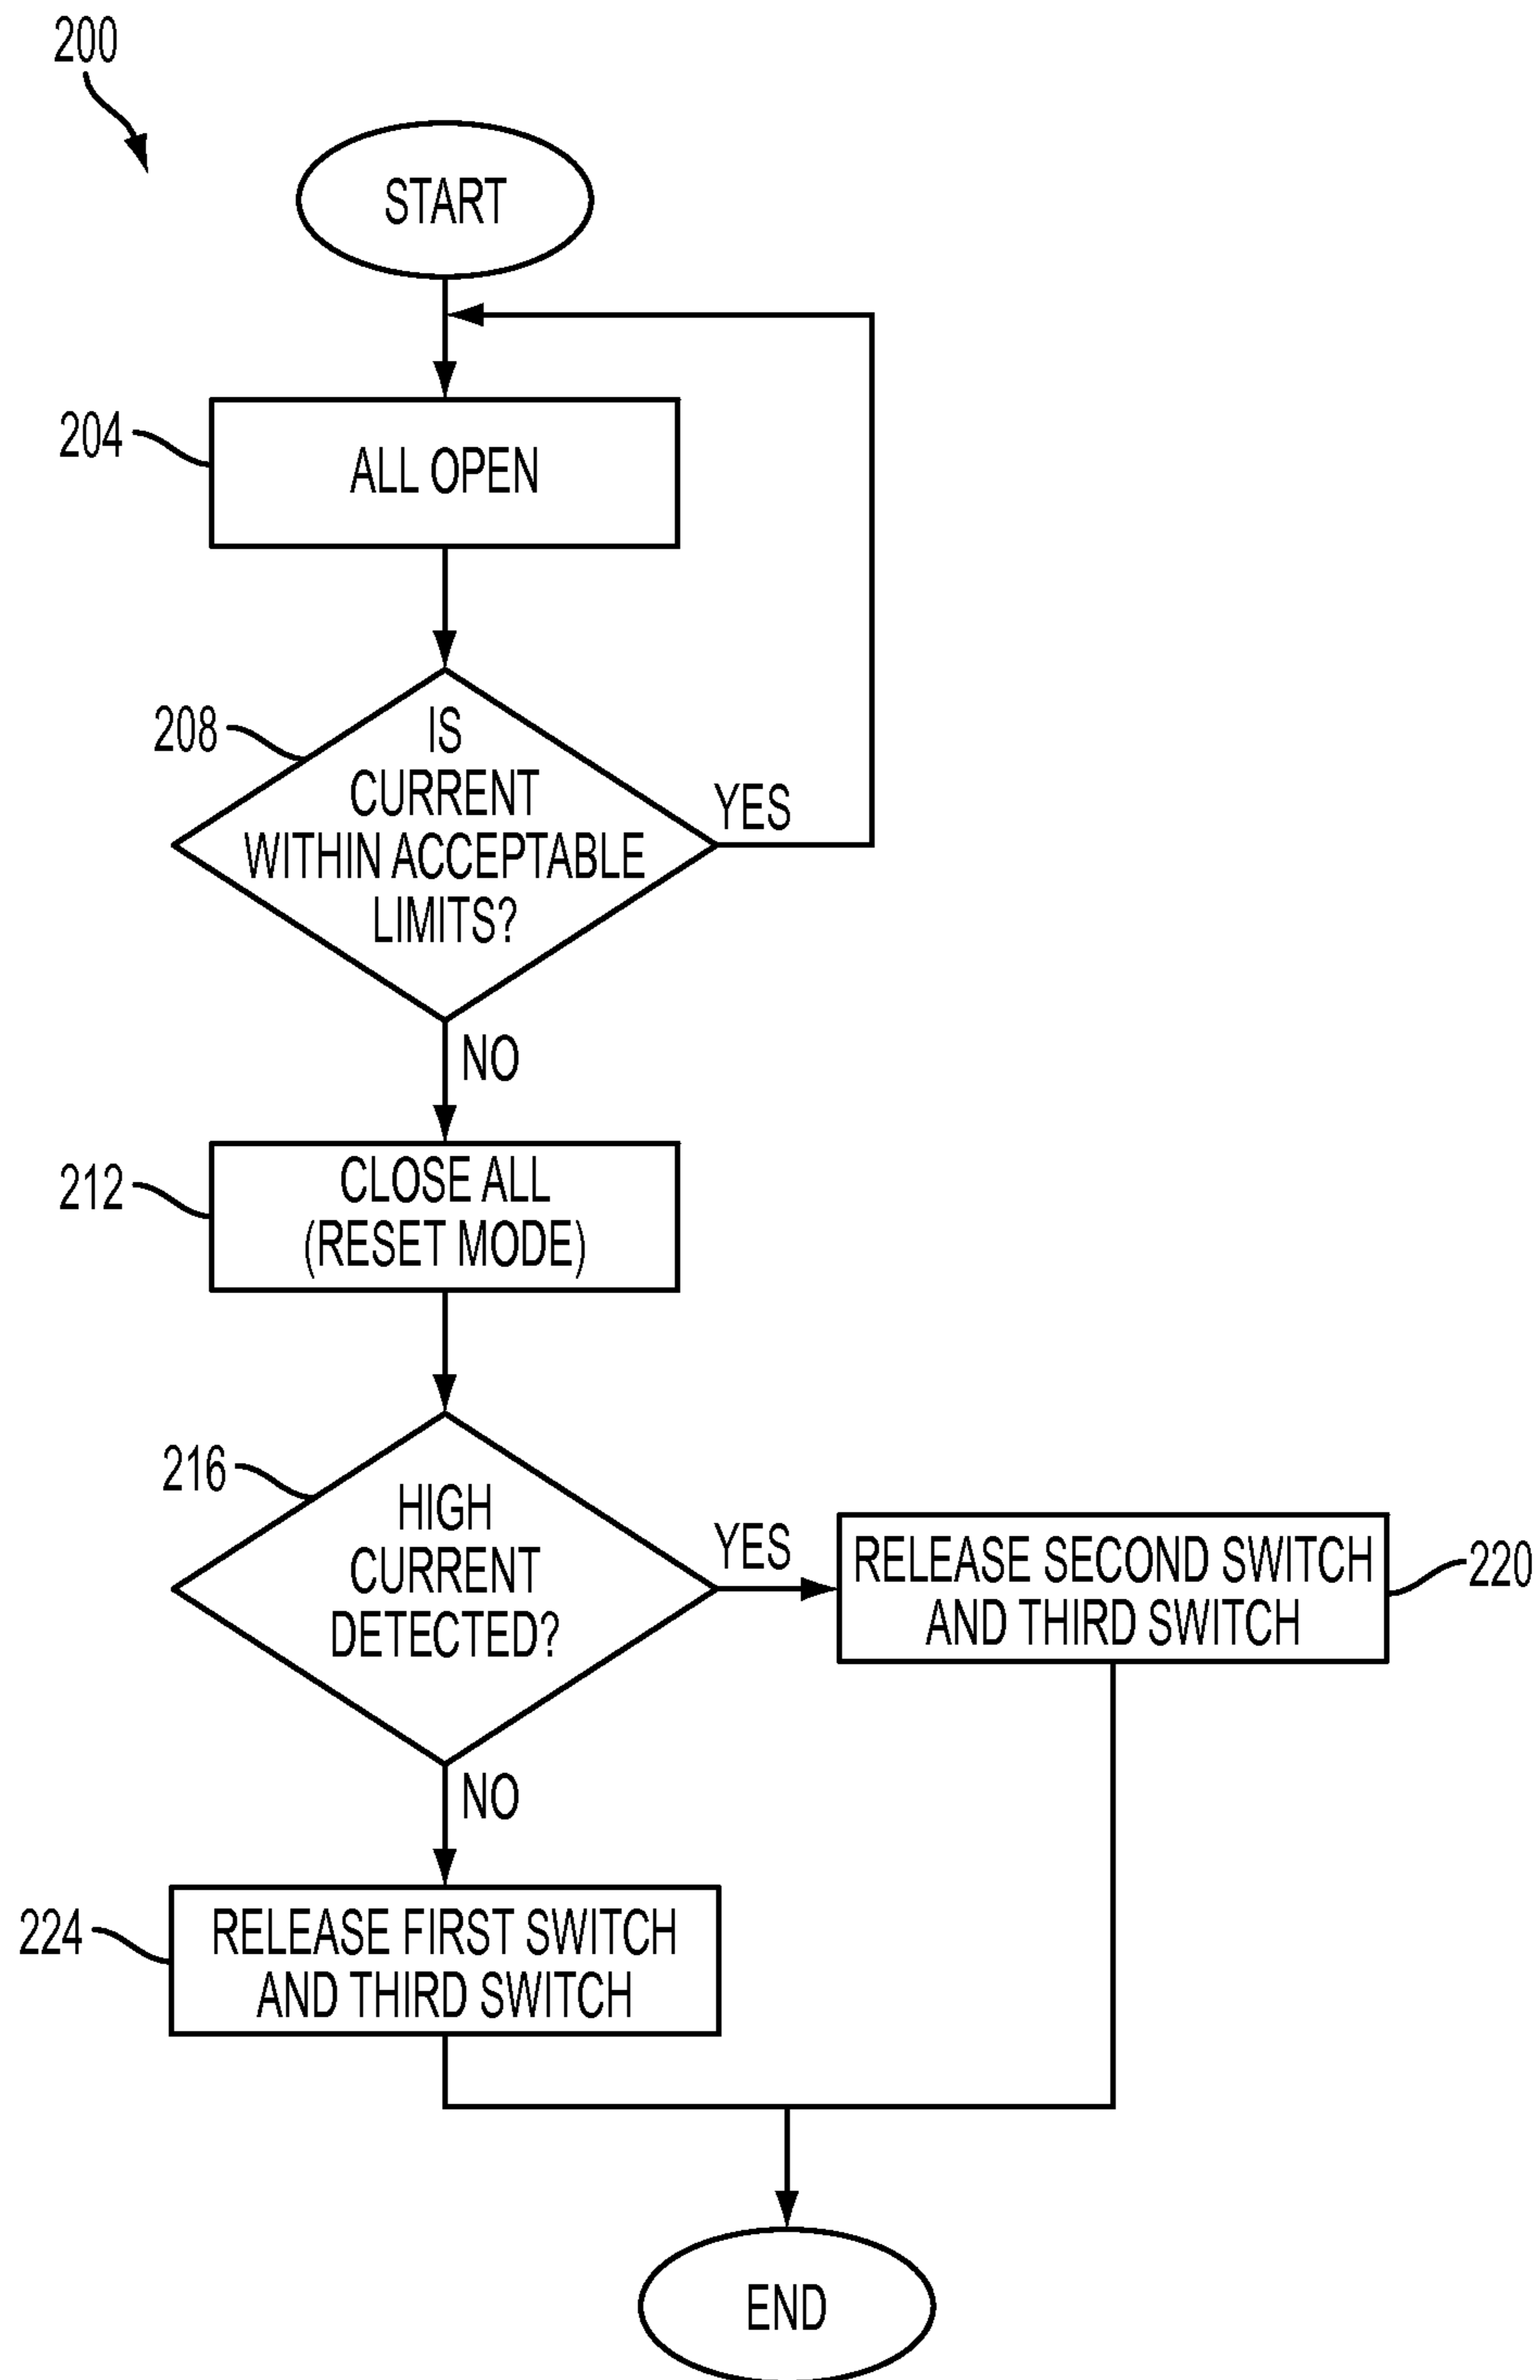 200
START
204
ALL OPEN
208
IS
CURRENT
WITHIN ACCEPTABLE
LIMITS?
YES
NO
212
CLOSE ALL
(RESET MODE)
216
HIGH
CURRENT
DETECTED?
YES
RELEASE SECOND SWITCH
AND THIRD SWITCH
220
NO
224
RELEASE FIRST SWITCH
AND THIRD SWITCH
END